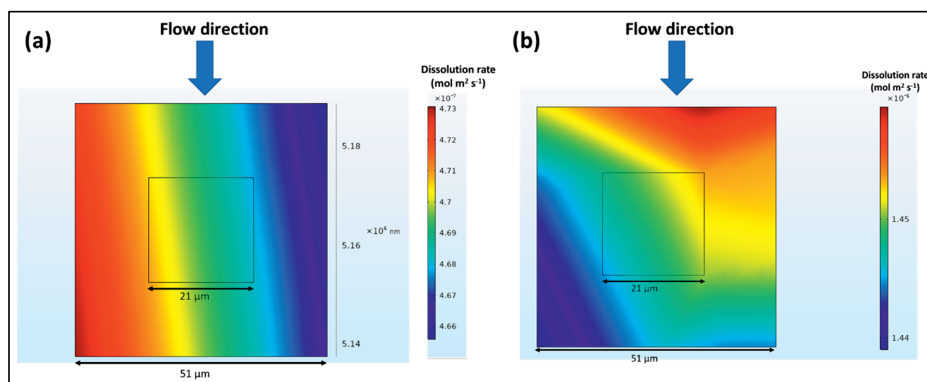 (a)
Flow direction
Dissolution rate
(mol m⁻² s⁻¹)
×10⁻⁷
4.73
4.72
4.71
4.7
4.69
4.68
4.67
4.66
5.18
×10⁶ nm
5.16
5.14
21 µm
51 µm
(b)
Flow direction
Dissolution rate
(mol m⁻² s⁻¹)
×10⁻⁶
1.45
1.44
21 µm
51 µm